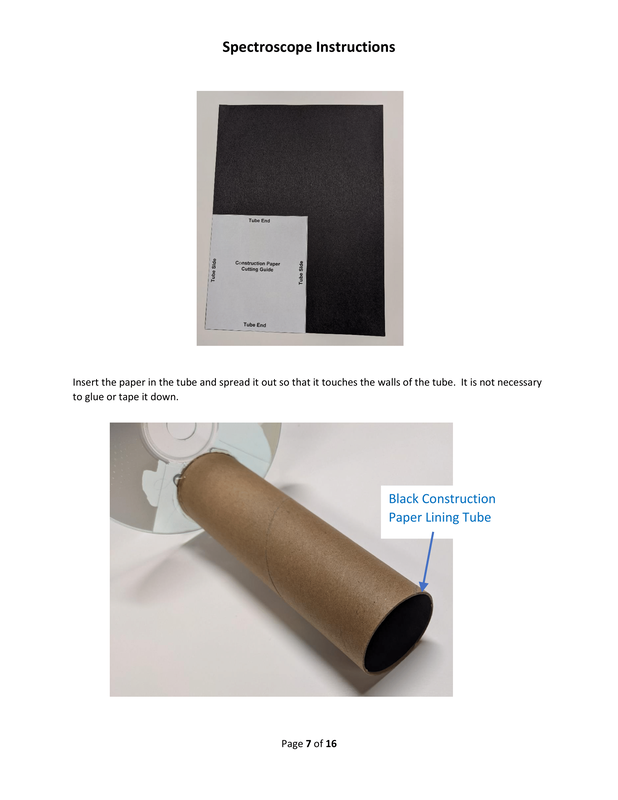 Spectroscope Instructions
Tube End
Tube Side
Construction Paper
Cutting Guide
Tube Side
Tube End
Insert the paper in the tube and spread it out so that it touches the walls of the tube. It is not necessary
to glue or tape it down.
Black Construction
Paper Lining Tube
Page 7 of 16